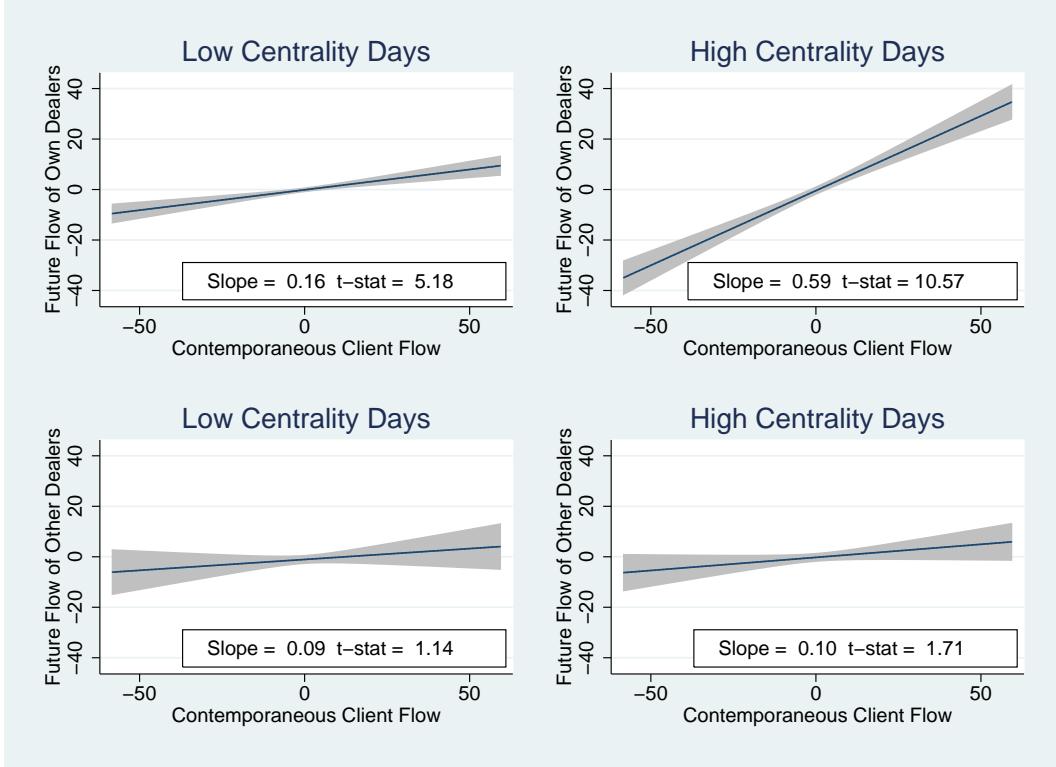 Low Centrality Days
Future Flow of Own Dealers
40
20
0
−20
−40
Slope = 0.16 t−stat = 5.18
−50 0 50
Contemporaneous Client Flow
High Centrality Days
Future Flow of Own Dealers
40
20
0
−20
−40
Slope = 0.59 t−stat = 10.57
−50 0 50
Contemporaneous Client Flow
Low Centrality Days
Future Flow of Other Dealers
40
20
0
−20
−40
Slope = 0.09 t−stat = 1.14
−50 0 50
Contemporaneous Client Flow
High Centrality Days
Future Flow of Other Dealers
40
20
0
−20
−40
Slope = 0.10 t−stat = 1.71
−50 0 50
Contemporaneous Client Flow